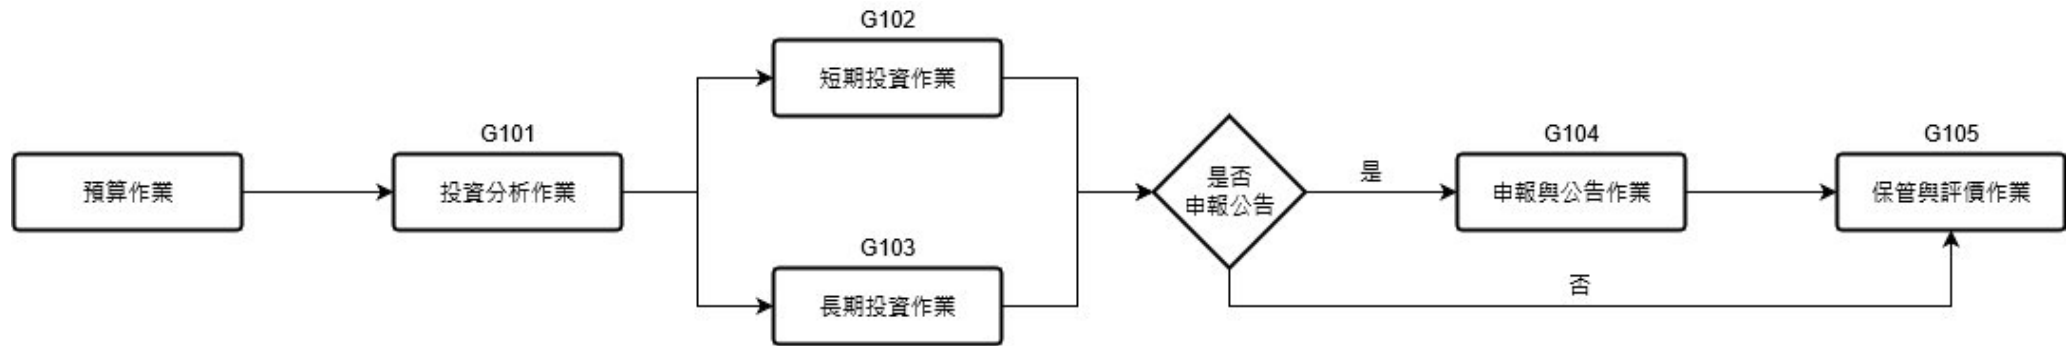 預算作業
G101
投資分析作業
G102
短期投資作業
G103
長期投資作業
是否
申報公告
是
否
G104
申報與公告作業
G105
保管與評價作業